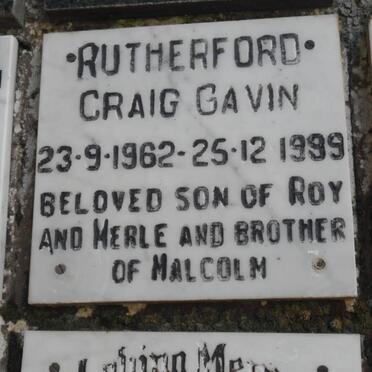 •RUTHERFORD•
CRAIG GAVIN
23·9·1962-25·12 1999
BELOVED SON OF ROY
AND MERLE AND BROTHER
OF MALCOLM